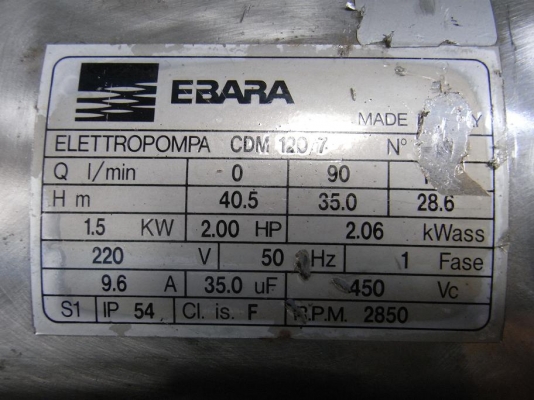 EBARA
MADE
ELETTROPOMPA CDM 120/7 N°
Q l/min 0 90
H m 40.5 35.0 28.6
1.5 KW 2.00 HP 2.06 kWass
220 V 50 Hz 1 Fase
9.6 A 35.0 uF 450 Vc
S1 IP 54 Cl. is. F R.P.M. 2850